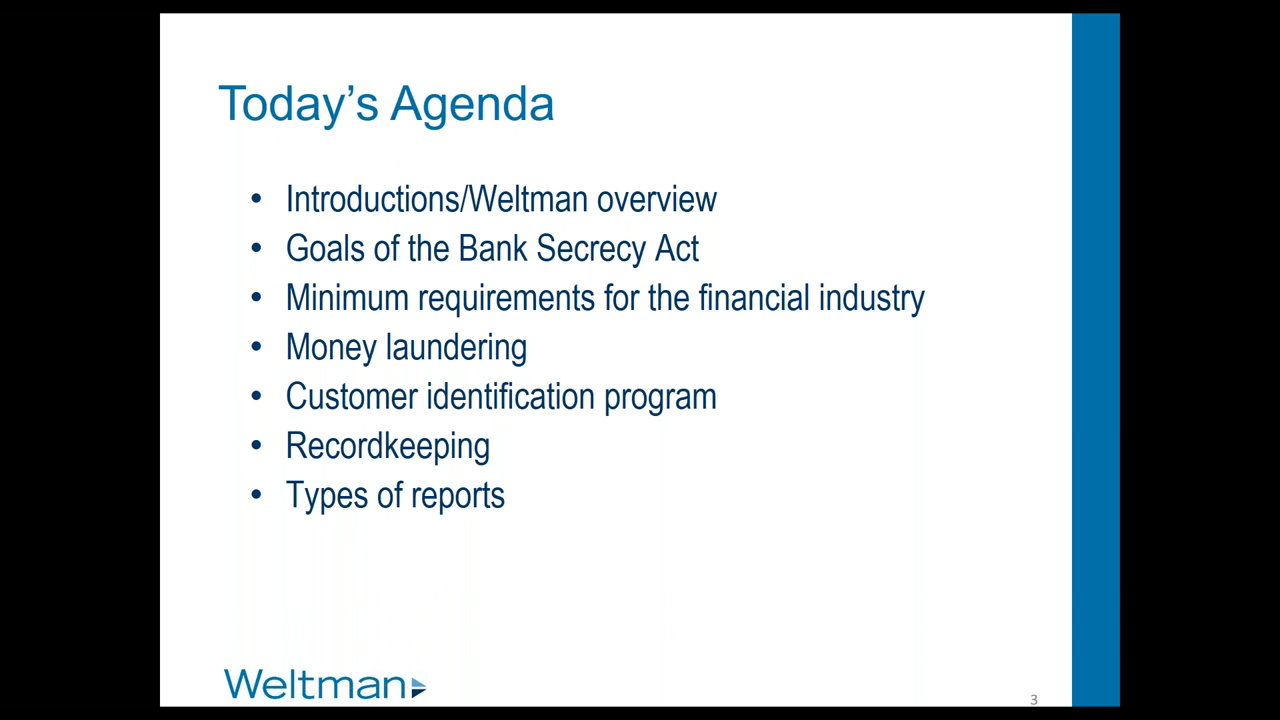 Today’s Agenda
• Introductions/Weltman overview
• Goals of the Bank Secrecy Act
• Minimum requirements for the financial industry
• Money laundering
• Customer identification program
• Recordkeeping
• Types of reports
Weltman
3